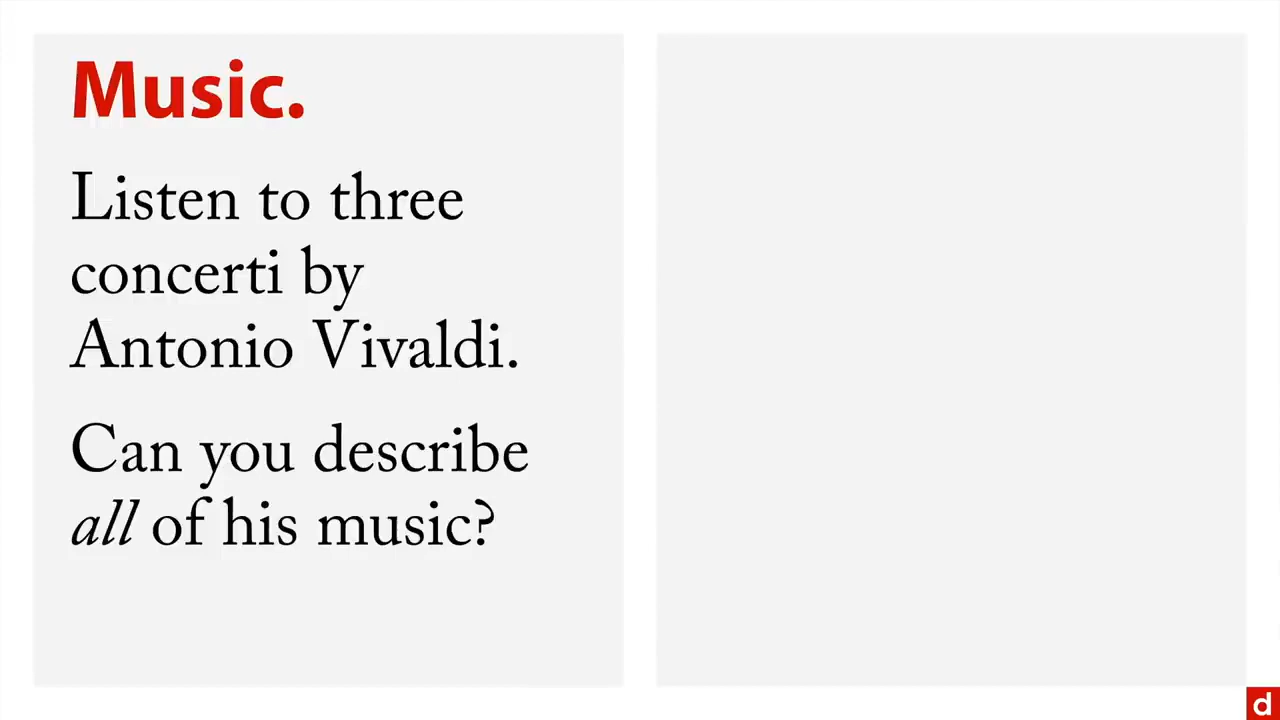 Music.
Listen to three
concerti by
Antonio Vivaldi.
Can you describe
all of his music?
d